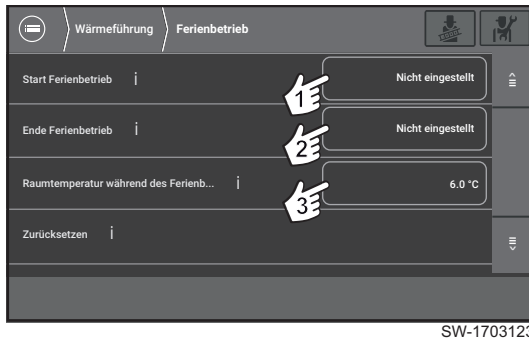 Wärmeführung Ferienbetrieb
Start Ferienbetrieb i Nicht eingestellt
1
Ende Ferienbetrieb i Nicht eingestellt
2
Raumtemperatur während des Ferienb... i 6.0 °C
3
Zurücksetzen i
SW-1703123